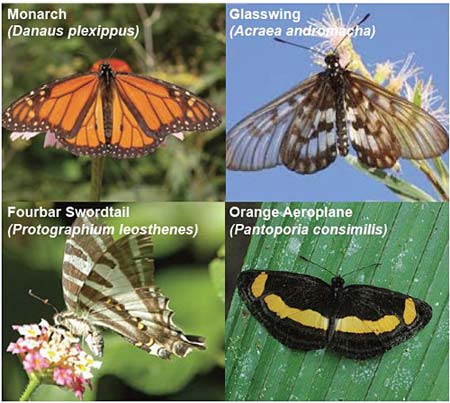 Monarch
(Danaus plexippus)
Glasswing
(Acraea andromacha)
Fourbar Swordtail
(Protographium leosthenes)
Orange Aeroplane
(Pantoporia consimilis)